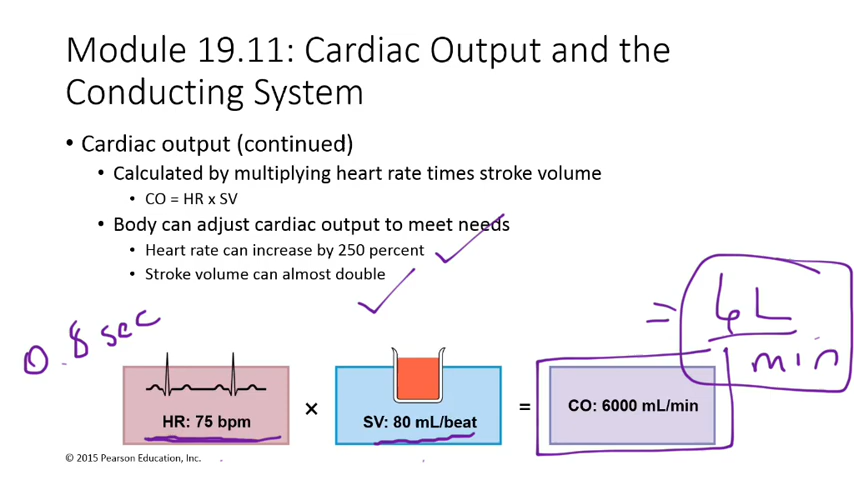 Module 19.11: Cardiac Output and the
Conducting System
• Cardiac output (continued)
• Calculated by multiplying heart rate times stroke volume
• CO = HR x SV
• Body can adjust cardiac output to meet needs
• Heart rate can increase by 250 percent
• Stroke volume can almost double
0.8 sec
= 6L
min
HR: 75 bpm × SV: 80 mL/beat = CO: 6000 mL/min
© 2015 Pearson Education, Inc.